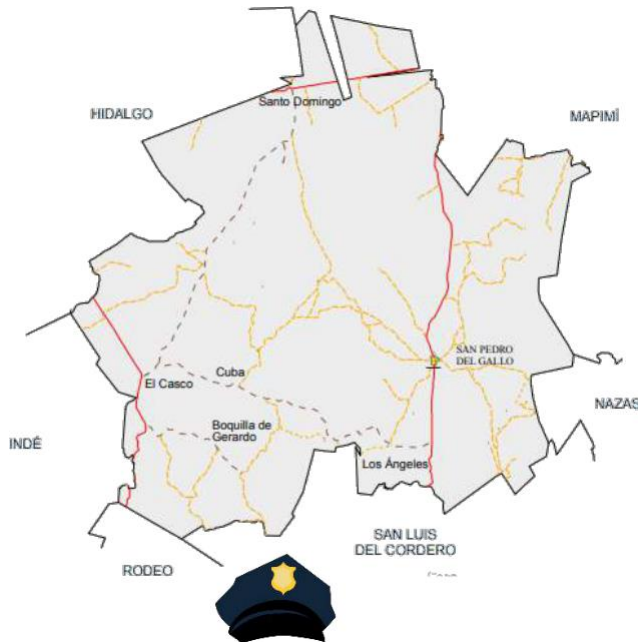 Santo Domingo
HIDALGO
MAPIMÍ
SAN PEDRO
DEL GALLO
Cuba
El Casco
NAZAS
Boquilla de
Gerardo
INDÉ
Los Ángeles
SAN LUIS
DEL CORDERO
RODEO